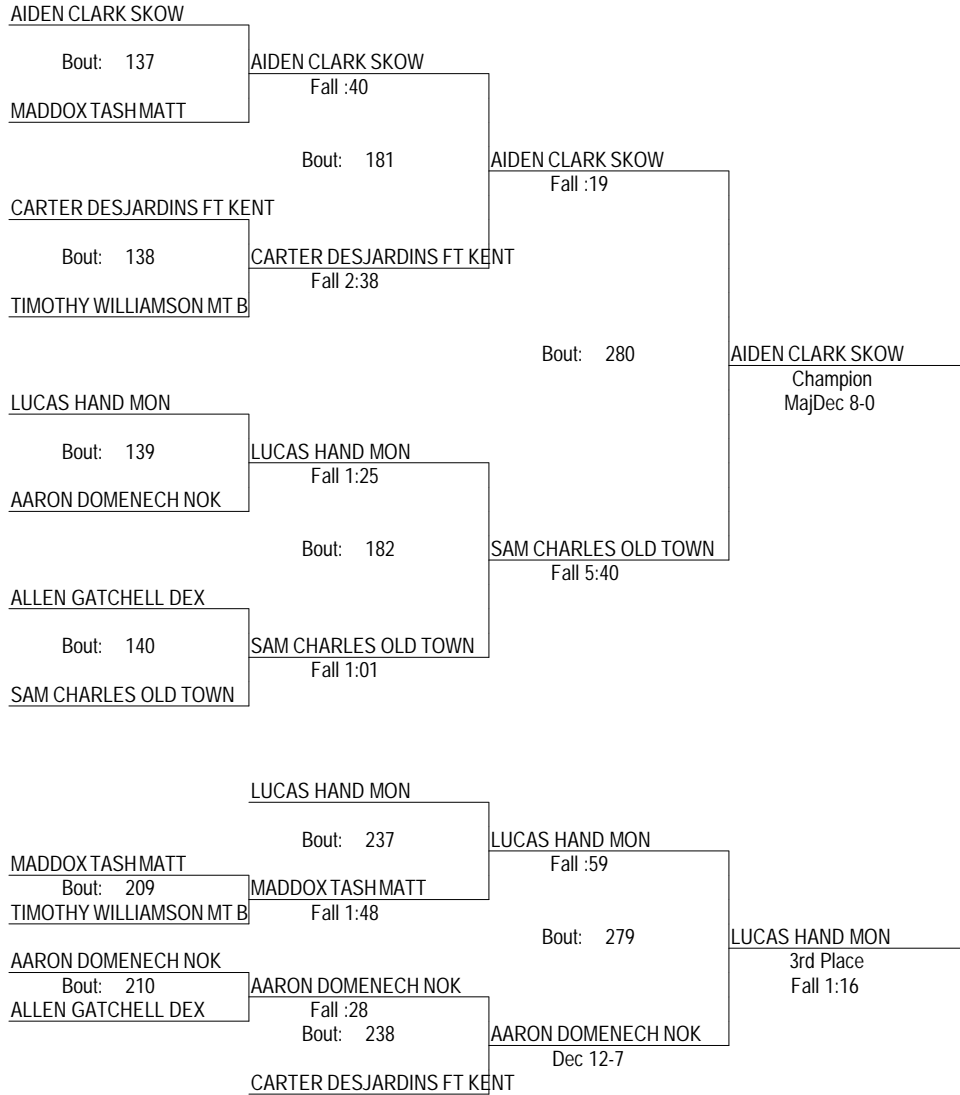 AIDEN CLARK SKOW
Bout: 137
AIDEN CLARK SKOW
Fall :40
MADDOX TASH MATT
Bout: 181
AIDEN CLARK SKOW
Fall :19
CARTER DESJARDINS FT KENT
Bout: 138
CARTER DESJARDINS FT KENT
Fall 2:38
TIMOTHY WILLIAMSON MT B
Bout: 280
AIDEN CLARK SKOW
Champion
MajDec 8-0
LUCAS HAND MON
Bout: 139
LUCAS HAND MON
Fall 1:25
AARON DOMENECH NOK
Bout: 182
SAM CHARLES OLD TOWN
Fall 5:40
ALLEN GATCHELL DEX
Bout: 140
SAM CHARLES OLD TOWN
Fall 1:01
SAM CHARLES OLD TOWN
LUCAS HAND MON
Bout: 237
LUCAS HAND MON
Fall :59
MADDOX TASH MATT
Bout: 209
MADDOX TASH MATT
TIMOTHY WILLIAMSON MT B
Fall 1:48
Bout: 279
LUCAS HAND MON
3rd Place
Fall 1:16
AARON DOMENECH NOK
Bout: 210
AARON DOMENECH NOK
ALLEN GATCHELL DEX
Fall :28
Bout: 238
AARON DOMENECH NOK
Dec 12-7
CARTER DESJARDINS FT KENT